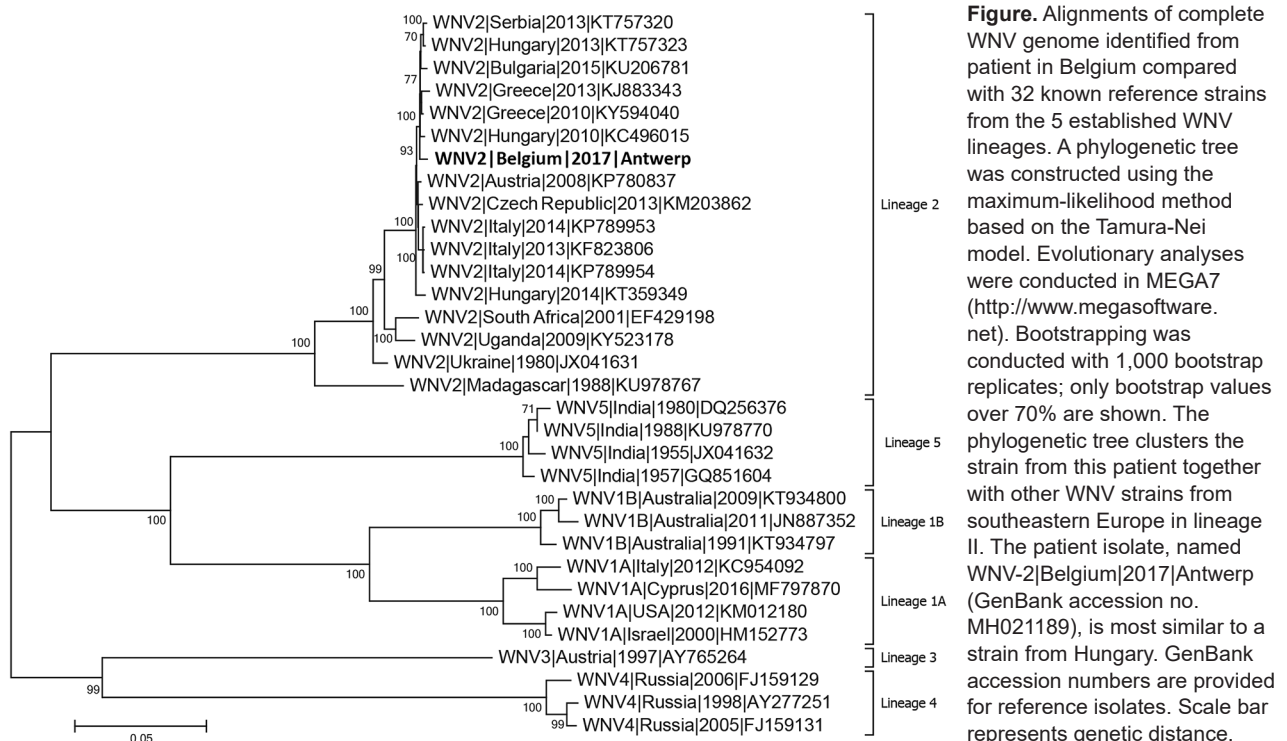 100
WNV2|Serbia|2013|KT757320
70
WNV2|Hungary|2013|KT757323
WNV2|Bulgaria|2015|KU206781
77
WNV2|Greece|2013|KJ883343
100
WNV2|Greece|2010|KY594040
WNV2|Hungary|2010|KC496015
93
WNV2|Belgium|2017|Antwerp
WNV2|Austria|2008|KP780837
WNV2|Czech Republic|2013|KM203862
100
WNV2|Italy|2014|KP789953
WNV2|Italy|2013|KF823806
100
WNV2|Italy|2014|KP789954
99
WNV2|Hungary|2014|KT359349
100
WNV2|South Africa|2001|EF429198
100
WNV2|Uganda|2009|KY523178
100
WNV2|Ukraine|1980|JX041631
WNV2|Madagascar|1988|KU978767
71
WNV5|India|1980|DQ256376
WNV5|India|1988|KU978770
100
WNV5|India|1955|JX041632
WNV5|India|1957|GQ851604
100
100
WNV1B|Australia|2009|KT934800
100
WNV1B|Australia|2011|JN887352
WNV1B|Australia|1991|KT934797
100
100
WNV1A|Italy|2012|KC954092
WNV1A|Cyprus|2016|MF797870
100
WNV1A|USA|2012|KM012180
100
WNV1A|Israel|2000|HM152773
WNV3|Austria|1997|AY765264
99
WNV4|Russia|2006|FJ159129
100
WNV4|Russia|1998|AY277251
99
WNV4|Russia|2005|FJ159131
0.05
Lineage 2
Lineage 5
Lineage 1B
Lineage 1A
Lineage 3
Lineage 4
Figure. Alignments of complete
WNV genome identified from
patient in Belgium compared
with 32 known reference strains
from the 5 established WNV
lineages. A phylogenetic tree
was constructed using the
maximum-likelihood method
based on the Tamura-Nei
model. Evolutionary analyses
were conducted in MEGA7
(http://www.megasoftware.
net). Bootstrapping was
conducted with 1,000 bootstrap
replicates; only bootstrap values
over 70% are shown. The
phylogenetic tree clusters the
strain from this patient together
with other WNV strains from
southeastern Europe in lineage
II. The patient isolate, named
WNV-2|Belgium|2017|Antwerp
(GenBank accession no.
MH021189), is most similar to a
strain from Hungary. GenBank
accession numbers are provided
for reference isolates. Scale bar
represents genetic distance.